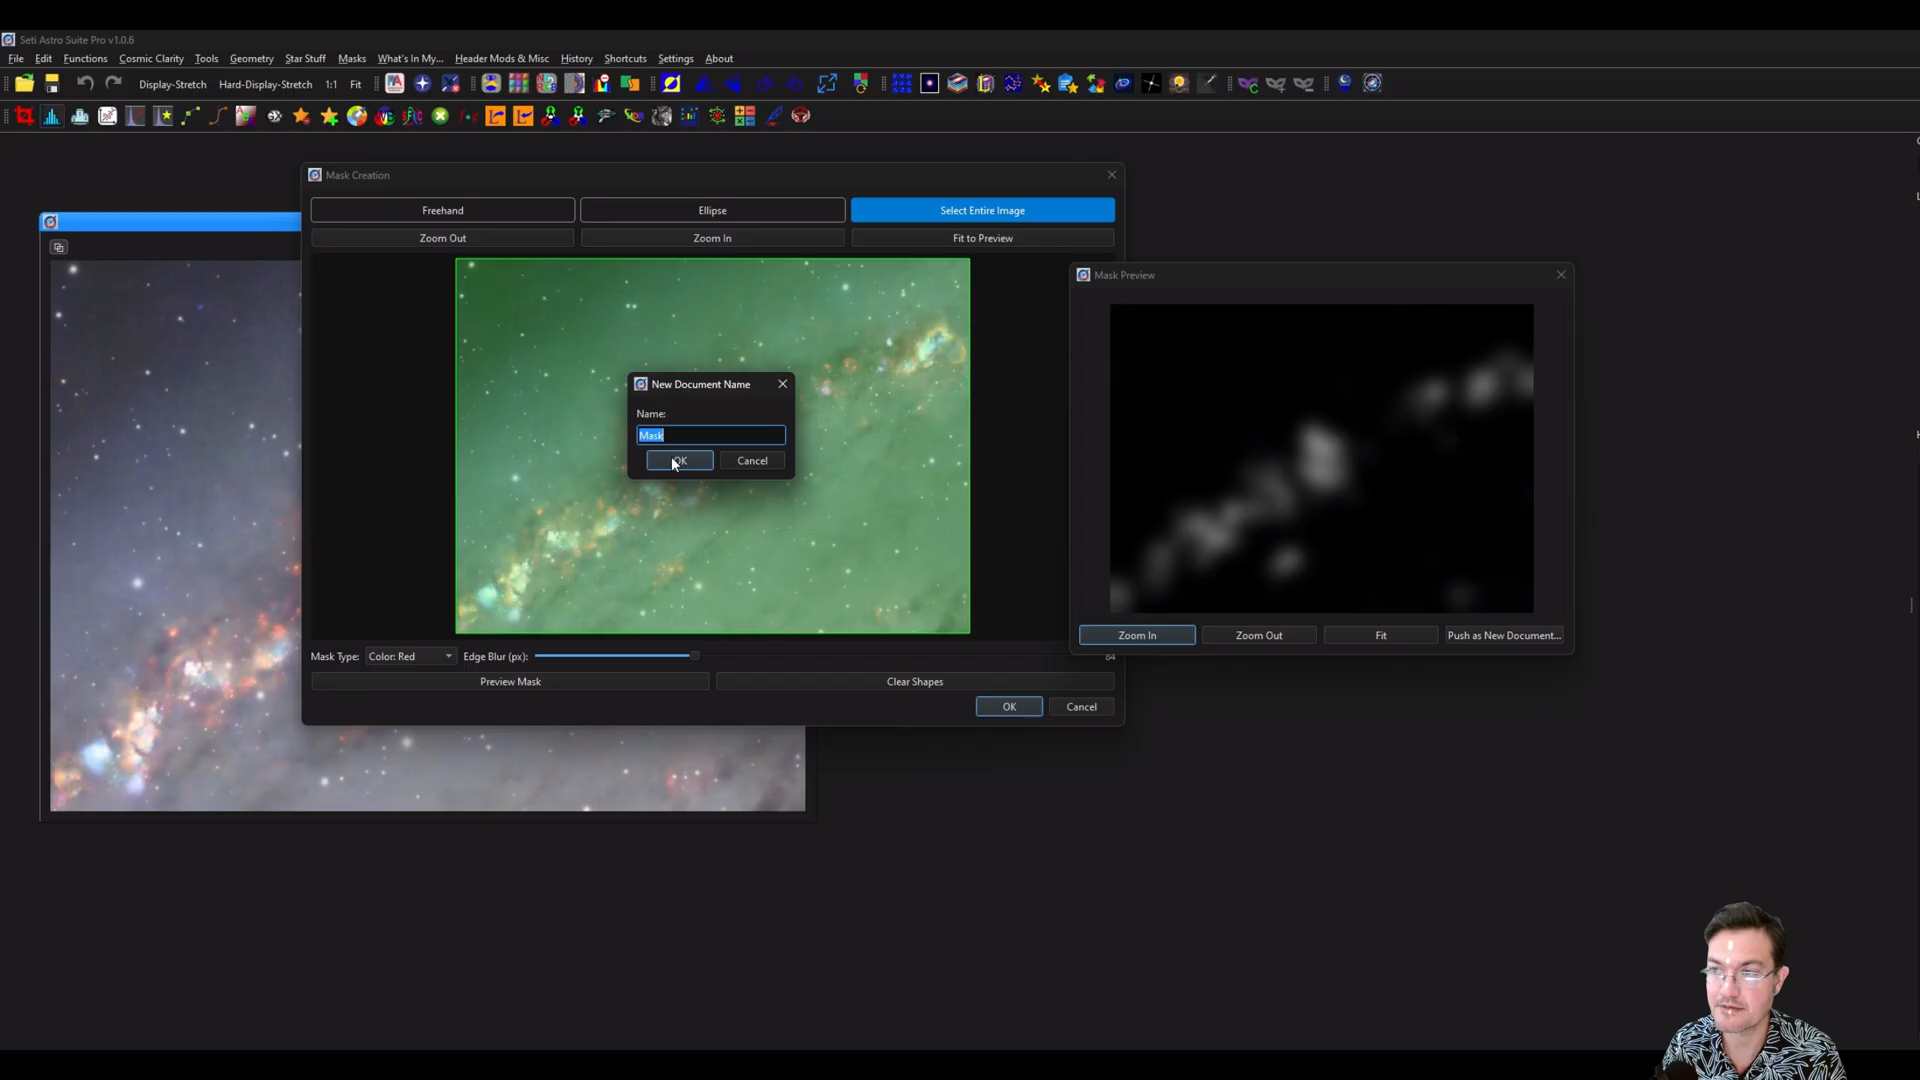 Seti Astro Suite Pro v1.0.6
File Edit Functions Cosmic Clarity Tools Geometry Star Stuff Masks What's In My... Header Mods & Misc History Shortcuts Settings About
Display-Stretch Hard-Display-Stretch 1:1 Fit
Mask Creation
Freehand Ellipse Select Entire Image
Zoom Out Zoom In Fit to Preview
Mask Preview
New Document Name
Name:
Mask
OK Cancel
Zoom In Zoom Out Fit Push as New Document...
Mask Type: Color: Red Edge Blur (px): 84
Preview Mask Clear Shapes
OK Cancel